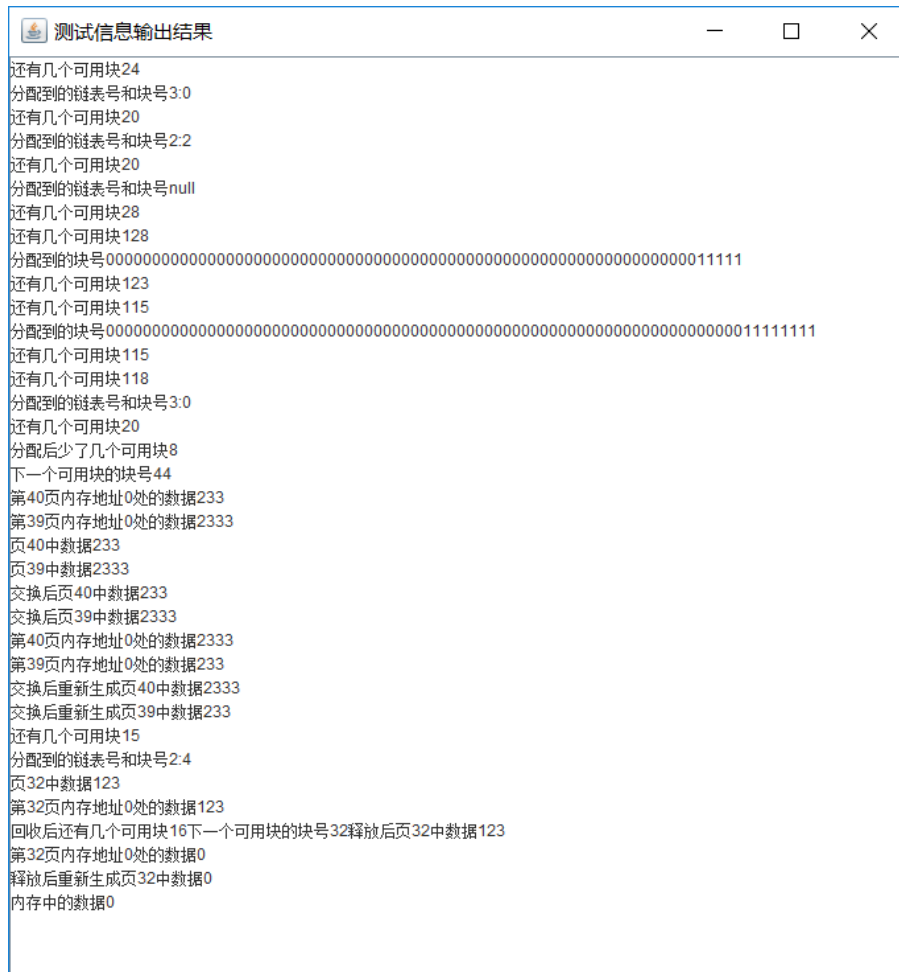 测试信息输出结果
还有几个可用块24
分配到的链表号和块号3:0
还有几个可用块20
分配到的链表号和块号2:2
还有几个可用块20
分配到的链表号和块号null
还有几个可用块28
还有几个可用块128
分配到的块号000000000000000000000000000000000000000000000000000000000000000011111
还有几个可用块123
还有几个可用块115
分配到的块号00000000000000000000000000000000000000000000000000000000000000000000011111111
还有几个可用块115
还有几个可用块118
分配到的链表号和块号3:0
还有几个可用块20
分配后少了几个可用块8
下一个可用块的块号44
第40页内存地址0处的数据233
第39页内存地址0处的数据2333
页40中数据233
页39中数据2333
交换后页40中数据233
交换后页39中数据2333
第40页内存地址0处的数据2333
第39页内存地址0处的数据233
交换后重新生成页40中数据2333
交换后重新生成页39中数据233
还有几个可用块15
分配到的链表号和块号2:4
页32中数据123
第32页内存地址0处的数据123
回收后还有几个可用块16下一个可用块的块号32释放后页32中数据123
第32页内存地址0处的数据0
释放后重新生成页32中数据0
内存中的数据0